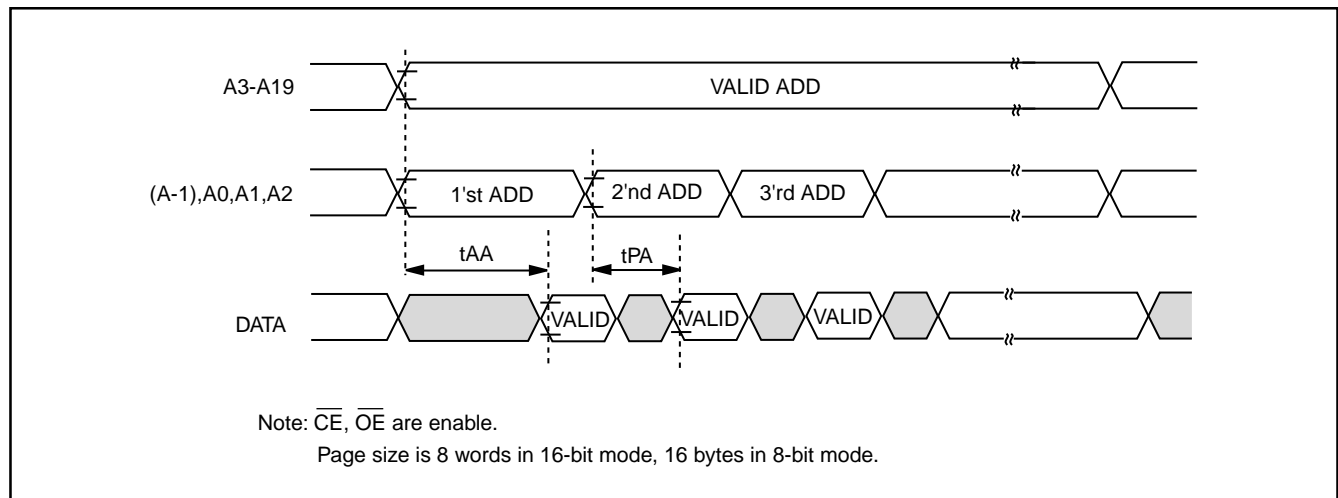 A3-A19
VALID ADD
(A-1),A0,A1,A2
1'st ADD
2'nd ADD
3'rd ADD
tAA
tPA
DATA
VALID
VALID
VALID
Note: C̅E̅, O̅E̅ are enable.
Page size is 8 words in 16-bit mode, 16 bytes in 8-bit mode.